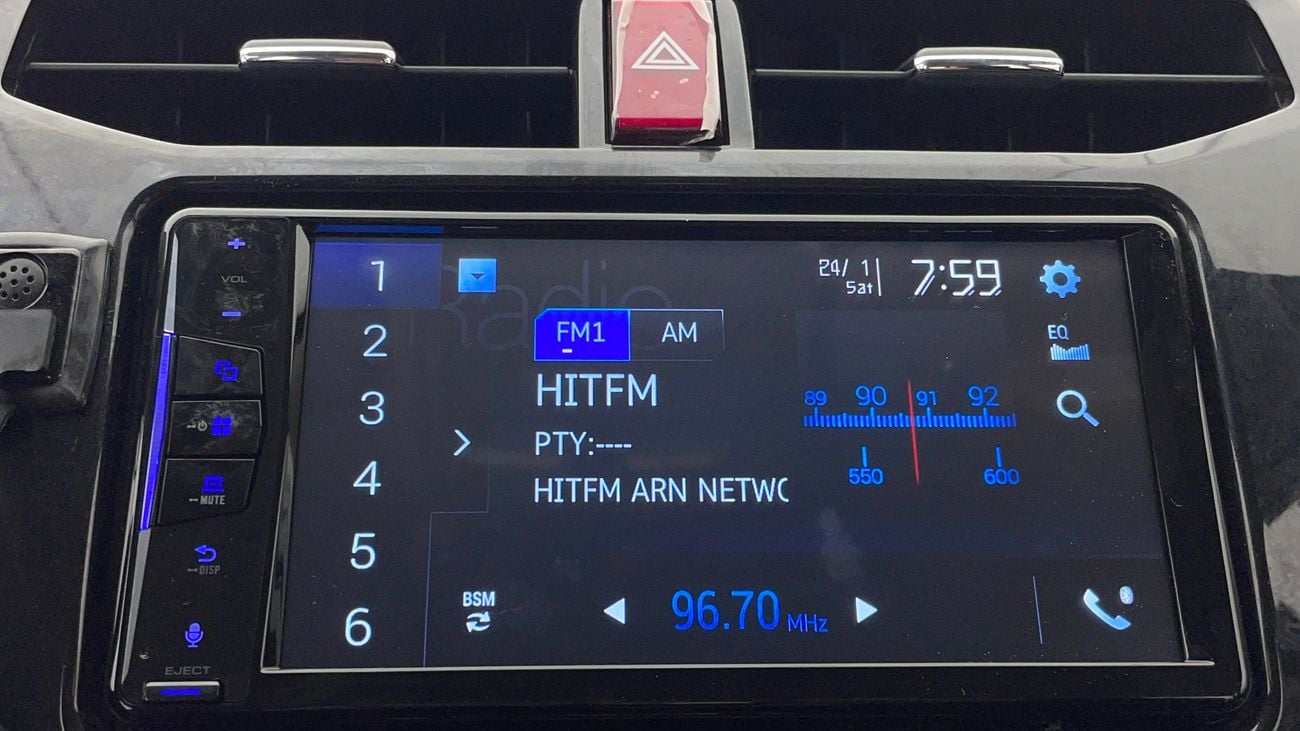 VOL
MUTE
DISP
EJECT
1
2
3
4
5
6
Radio
24/ 1
Sat
7:59
FM1
AM
EQ
HITFM
PTY:----
HITFM ARN NETWC
89 90 91 92
550 600
BSM
96.70 MHz